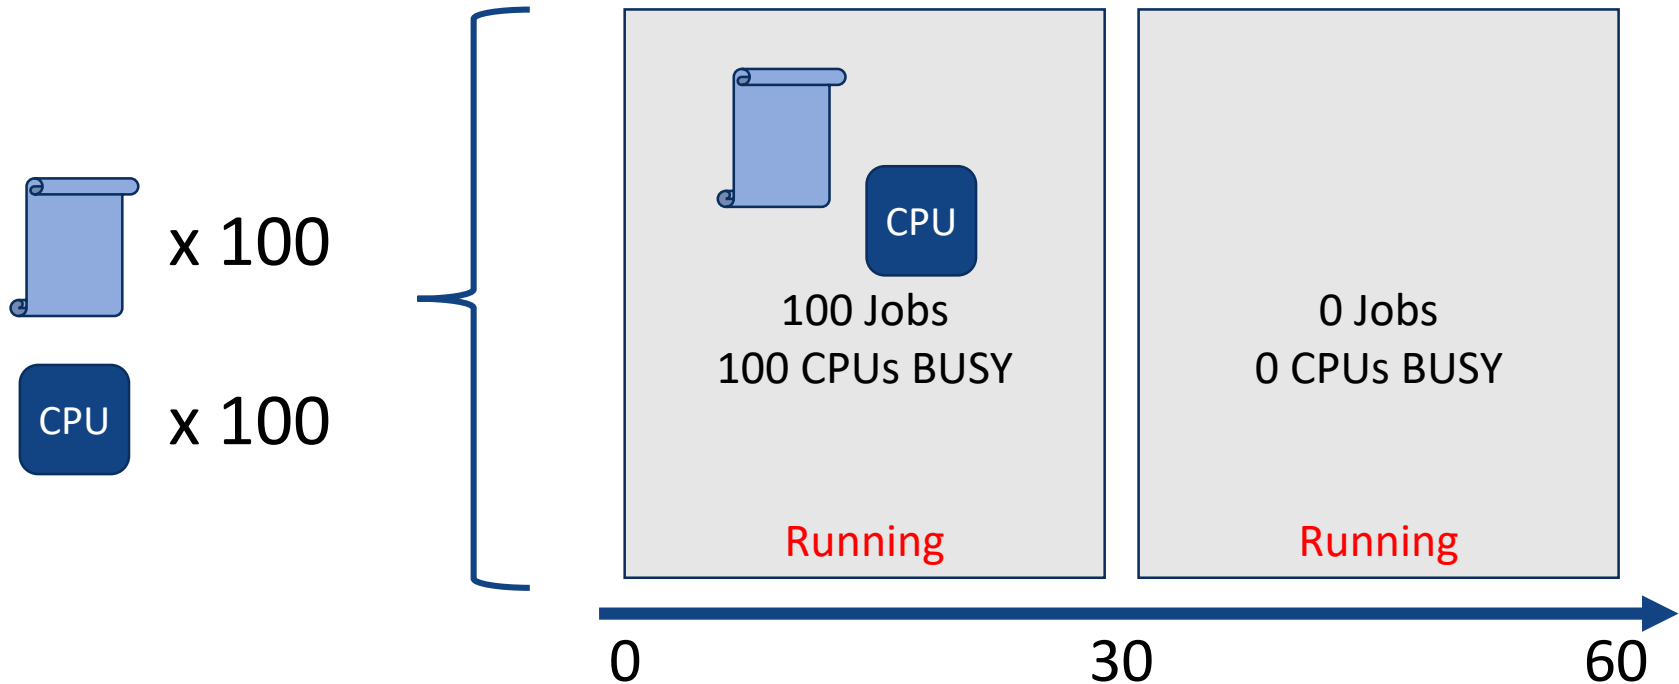 x 100
CPU
x 100
CPU
100 Jobs
100 CPUs BUSY
Running
0 Jobs
0 CPUs BUSY
Running
0
30
60